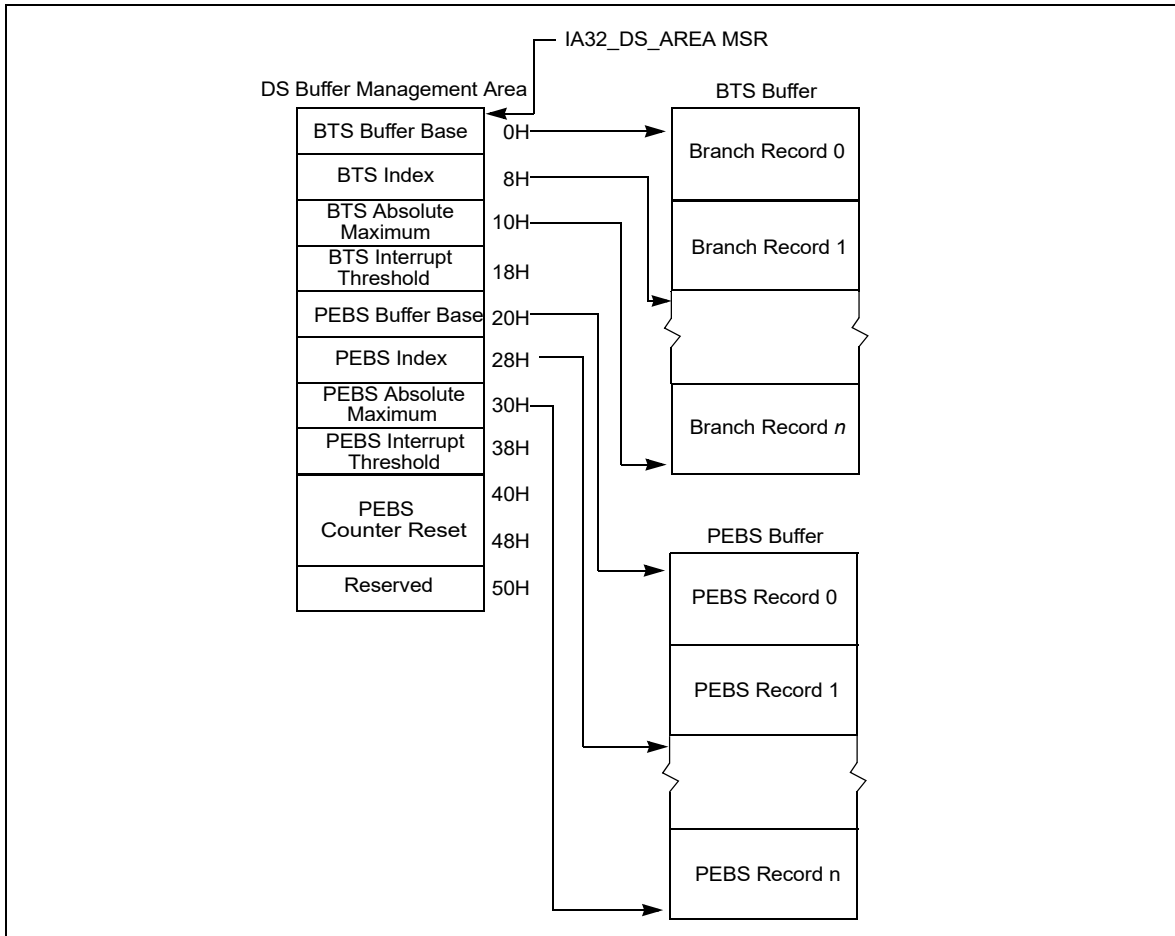 IA32_DS_AREA MSR
DS Buffer Management Area
BTS Buffer Base 0H
BTS Index 8H
BTS Absolute
Maximum 10H
BTS Interrupt
Threshold 18H
PEBS Buffer Base 20H
PEBS Index 28H
PEBS Absolute
Maximum 30H
PEBS Interrupt
Threshold 38H
40H
PEBS
Counter Reset
48H
Reserved 50H
BTS Buffer
Branch Record 0
Branch Record 1
Branch Record n
PEBS Buffer
PEBS Record 0
PEBS Record 1
PEBS Record n